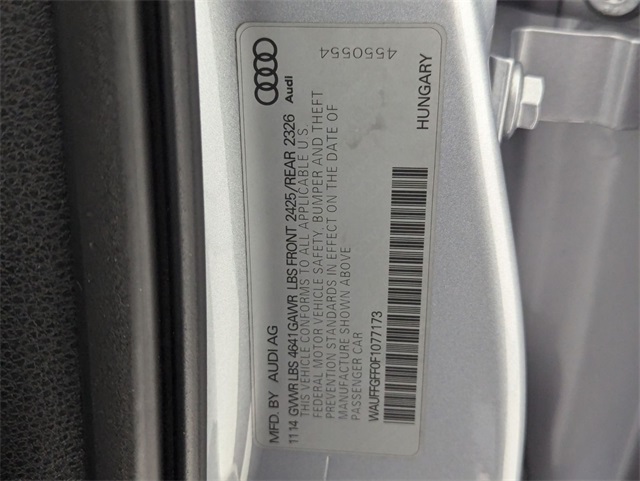 MFD. BY AUDI AG
11 14 GVWR LBS 4641 GAWR LBS FRONT 2425/REAR 2326
THIS VEHICLE CONFORMS TO ALL APPLICABLE U S
FEDERAL MOTOR VEHICLE SAFETY, BUMPER AND THEFT
PREVENTION STANDARDS IN EFFECT ON THE DATE OF
MANUFACTURE SHOWN ABOVE
PASSENGER CAR
WAUFFGFF0F1077173
Audi
4550554
HUNGARY